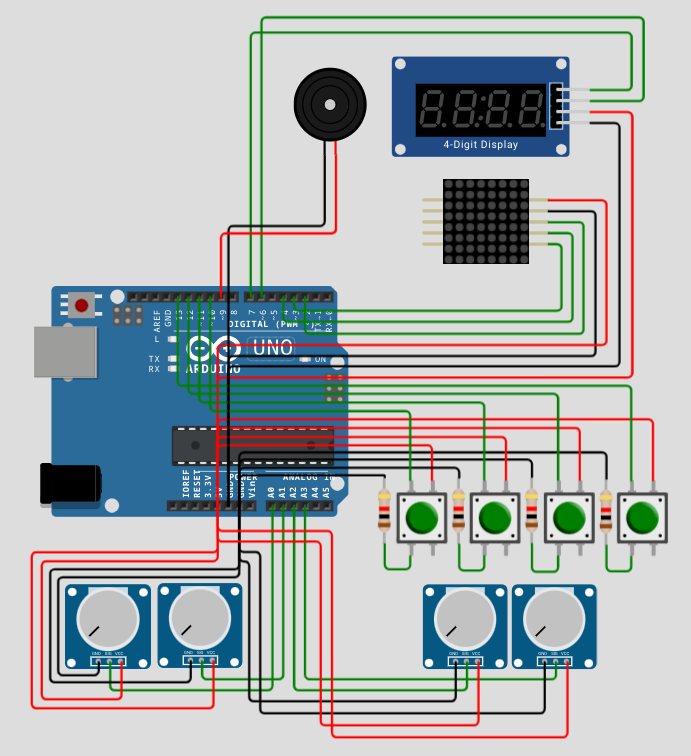 4-Digit Display
AREF
GND
13
12
11
10
~9
8
7
~6
~5
4
~3
2
TX→1
RX←0
DIGITAL (PWM ~)
L
TX
RX
UNO
ON
ARDUINO
IOREF
RESET
3.3V
5V
GND
GND
Vin
POWER
ANALOG IN
A0
A1
A2
A3
A4
A5
GND SIG VCC
GND SIG VCC
GND SIG VCC
GND SIG VCC